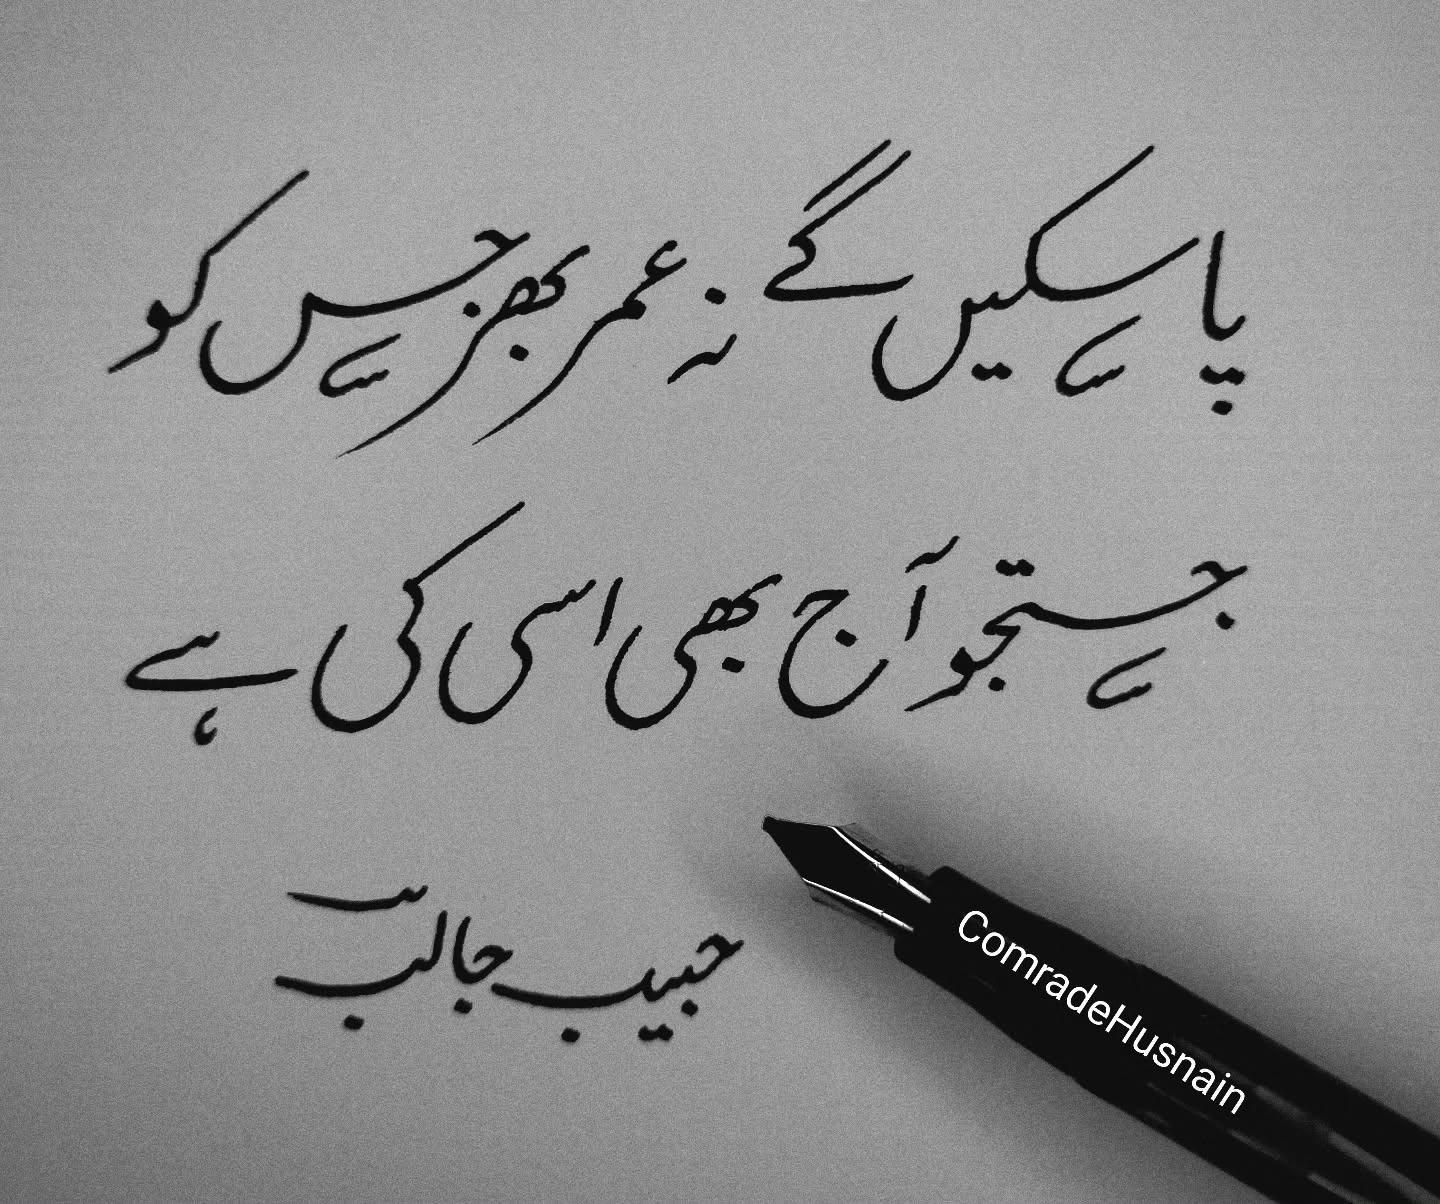 پا سکیں گے نہ عمر بھر جس کو
جستجو آج بھی اسی کی ہے
حبیب جالب
ComradeHusnain